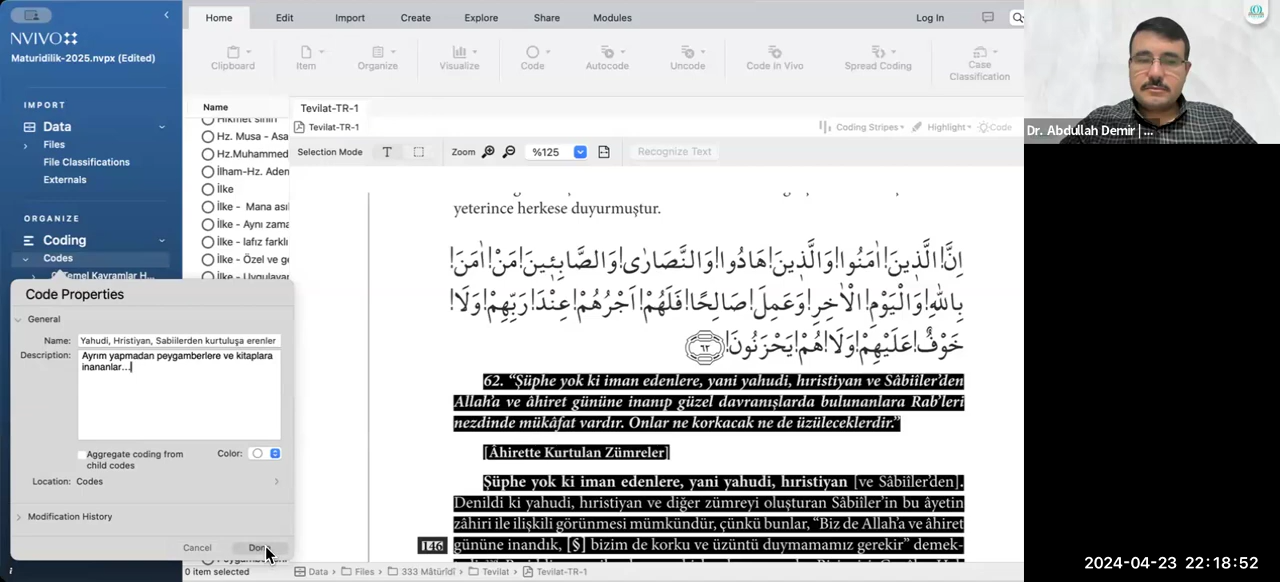 Home Edit Import Create Explore Share Modules Log In
NVIVO
Maturidilik-2025.nvpx (Edited)
Clipboard Item Organize Visualize Code Autocode Uncode Code In Vivo Spread Coding Case Classification
IMPORT
Data
Files
File Classifications
Externals
ORGANIZE
Coding
Codes
Temel Kavramlar H...
Name
Hikmet sınırı
Hz. Musa - Asa
Hz.Muhammed
İlham-Hz. Adem
İlke
İlke - Mana asıl
İlke - Aynı zama
İlke - lafız farklı
İlke - Özel ve ge
İlke - Uygulayar
Tevilat-TR-1
Tevilat-TR-1 Coding Stripes Highlight Code
Selection Mode T Zoom %125 Recognize Text
yeterince herkese duyurmuştur.
اِنَّ الَّذ۪ينَ اٰمَنُوا وَالَّذ۪ينَ هَادُوا وَالنَّصَارٰى وَالصَّابِـ۪ٔينَ مَنْ اٰمَنَ
بِاللّٰهِ وَالْيَوْمِ الْاٰخِرِ وَعَمِلَ صَالِحًا فَلَهُمْ اَجْرُهُمْ عِنْدَ رَبِّهِمْ وَلَا
خَوْفٌ عَلَيْهِمْ وَلَا هُمْ يَحْزَنُونَ ﴿٦٢﴾
62. “Şüphe yok ki iman edenlere, yani yahudi, hıristiyan ve Sâbiîler’den
Allah’a ve âhiret gününe inanıp güzel davranışlarda bulunanlara Rab’leri
nezdinde mükâfat vardır. Onlar ne korkacak ne de üzüleceklerdir.”
[Âhirette Kurtulan Zümreler]
Şüphe yok ki iman edenlere, yani yahudi, hıristiyan [ve Sâbiîler’den].
Denildi ki yahudi, hıristiyan ve diğer zümreyi oluşturan Sâbiîler’in bu âyetin
zâhiri ile ilişkili görünmesi mümkündür, çünkü bunlar, “Biz de Allah’a ve âhiret
146 gününe inandık, [§] bizim de korku ve üzüntü duymamamız gerekir” demek-
Code Properties
General
Name: Yahudi, Hristiyan, Sabiilerden kurtuluşa erenler
Description: Ayrım yapmadan peygamberlere ve kitaplara
inananlar...
Aggregate coding from
child codes
Color:
Location: Codes
Modification History
Cancel Done
0 item selected
Data › Files › 333 Mâtürîdî › Tevilat › Tevilat-TR-1
Dr. Abdullah Demir | ...
2024-04-23 22:18:52